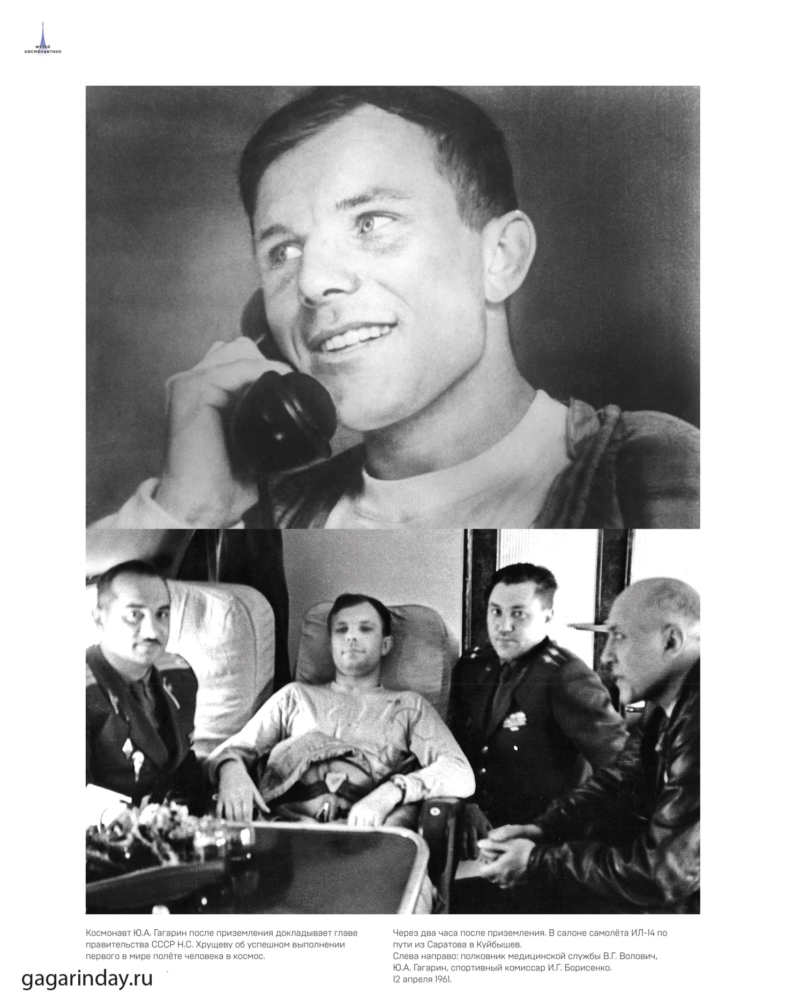 МУЗЕЙ
КОСМОНАВТИКИ
Космонавт Ю.А. Гагарин после приземления докладывает главе
правительства СССР Н.С. Хрущеву об успешном выполнении
первого в мире полёте человека в космос.
Через два часа после приземления. В салоне самолёта ИЛ-14 по
пути из Саратова в Куйбышев.
Слева направо: полковник медицинской службы В.Г. Волович,
Ю.А. Гагарин, спортивный комиссар И.Г. Борисенко.
12 апреля 1961.
gagarinday.ru